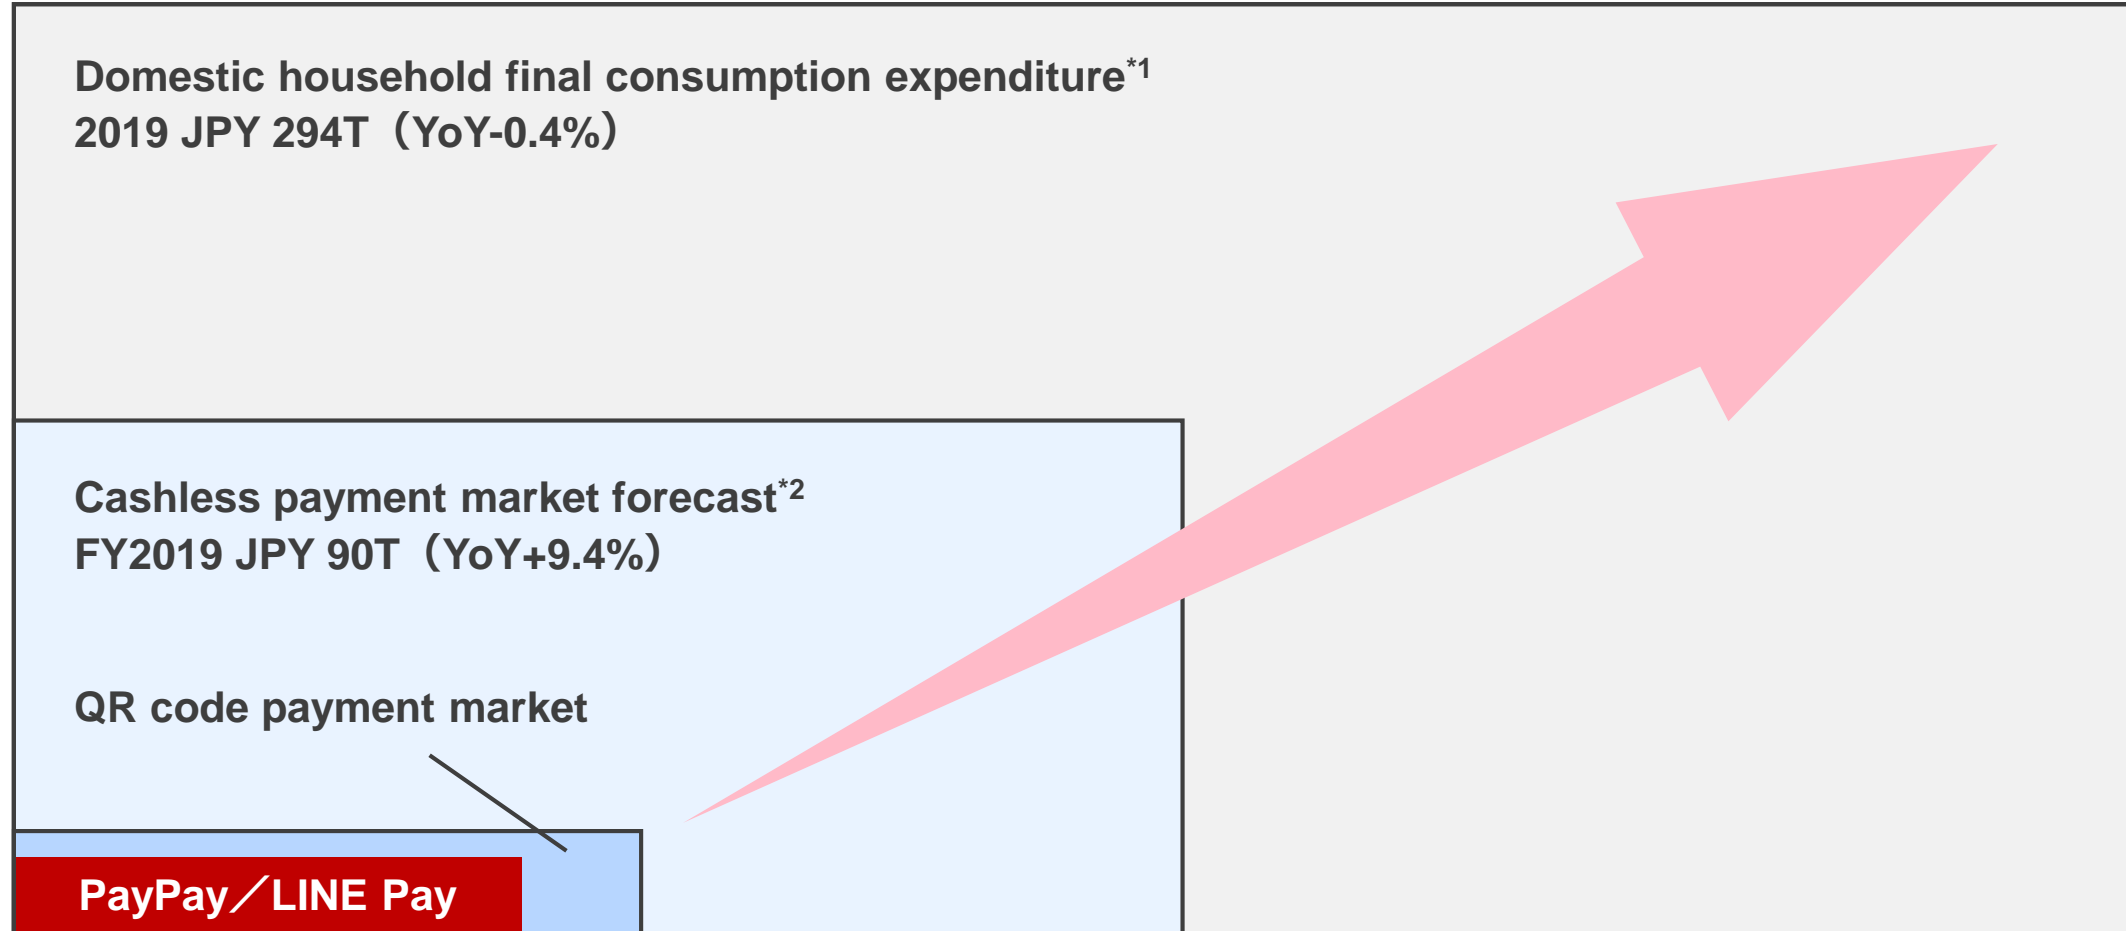 Domestic household final consumption expenditure*1
2019 JPY 294T（YoY-0.4%）
Cashless payment market forecast*2
FY2019 JPY 90T（YoY+9.4%）
QR code payment market
PayPay／LINE Pay